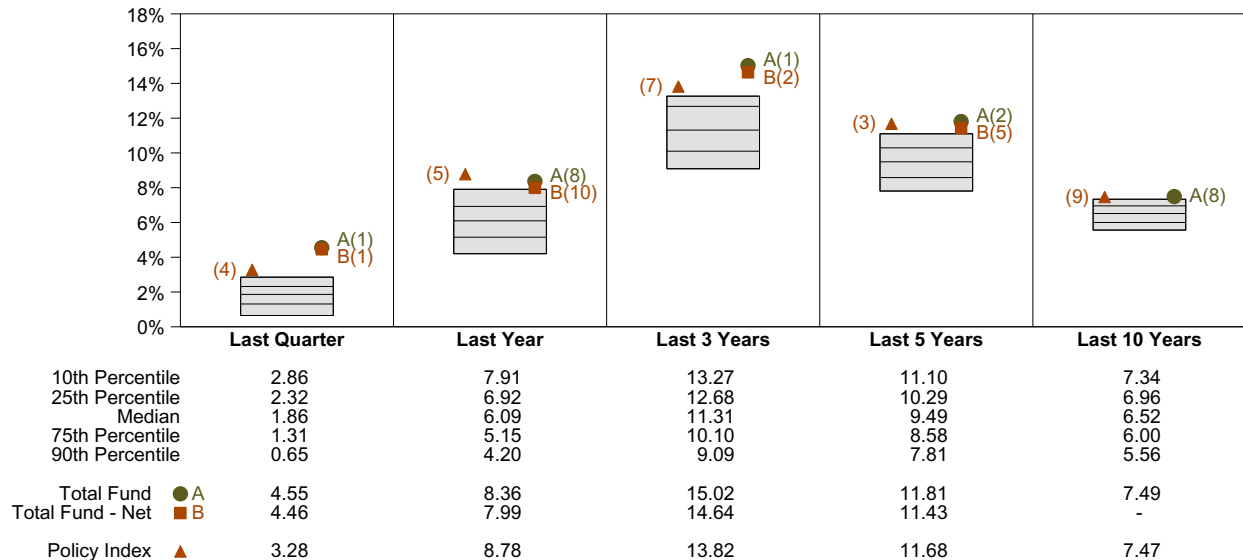 18%
16%
14%
12%
10%
8%
6%
4%
2%
0%
(4)
A(1)
B(1)
(5)
A(8)
B(10)
(7)
A(1)
B(2)
(3)
A(2)
B(5)
(9)
A(8)
Last Quarter Last Year Last 3 Years Last 5 Years Last 10 Years
10th Percentile 2.86 7.91 13.27 11.10 7.34
25th Percentile 2.32 6.92 12.68 10.29 6.96
Median 1.86 6.09 11.31 9.49 6.52
75th Percentile 1.31 5.15 10.10 8.58 6.00
90th Percentile 0.65 4.20 9.09 7.81 5.56
Total Fund A 4.55 8.36 15.02 11.81 7.49
Total Fund - Net B 4.46 7.99 14.64 11.43 -
Policy Index 3.28 8.78 13.82 11.68 7.47